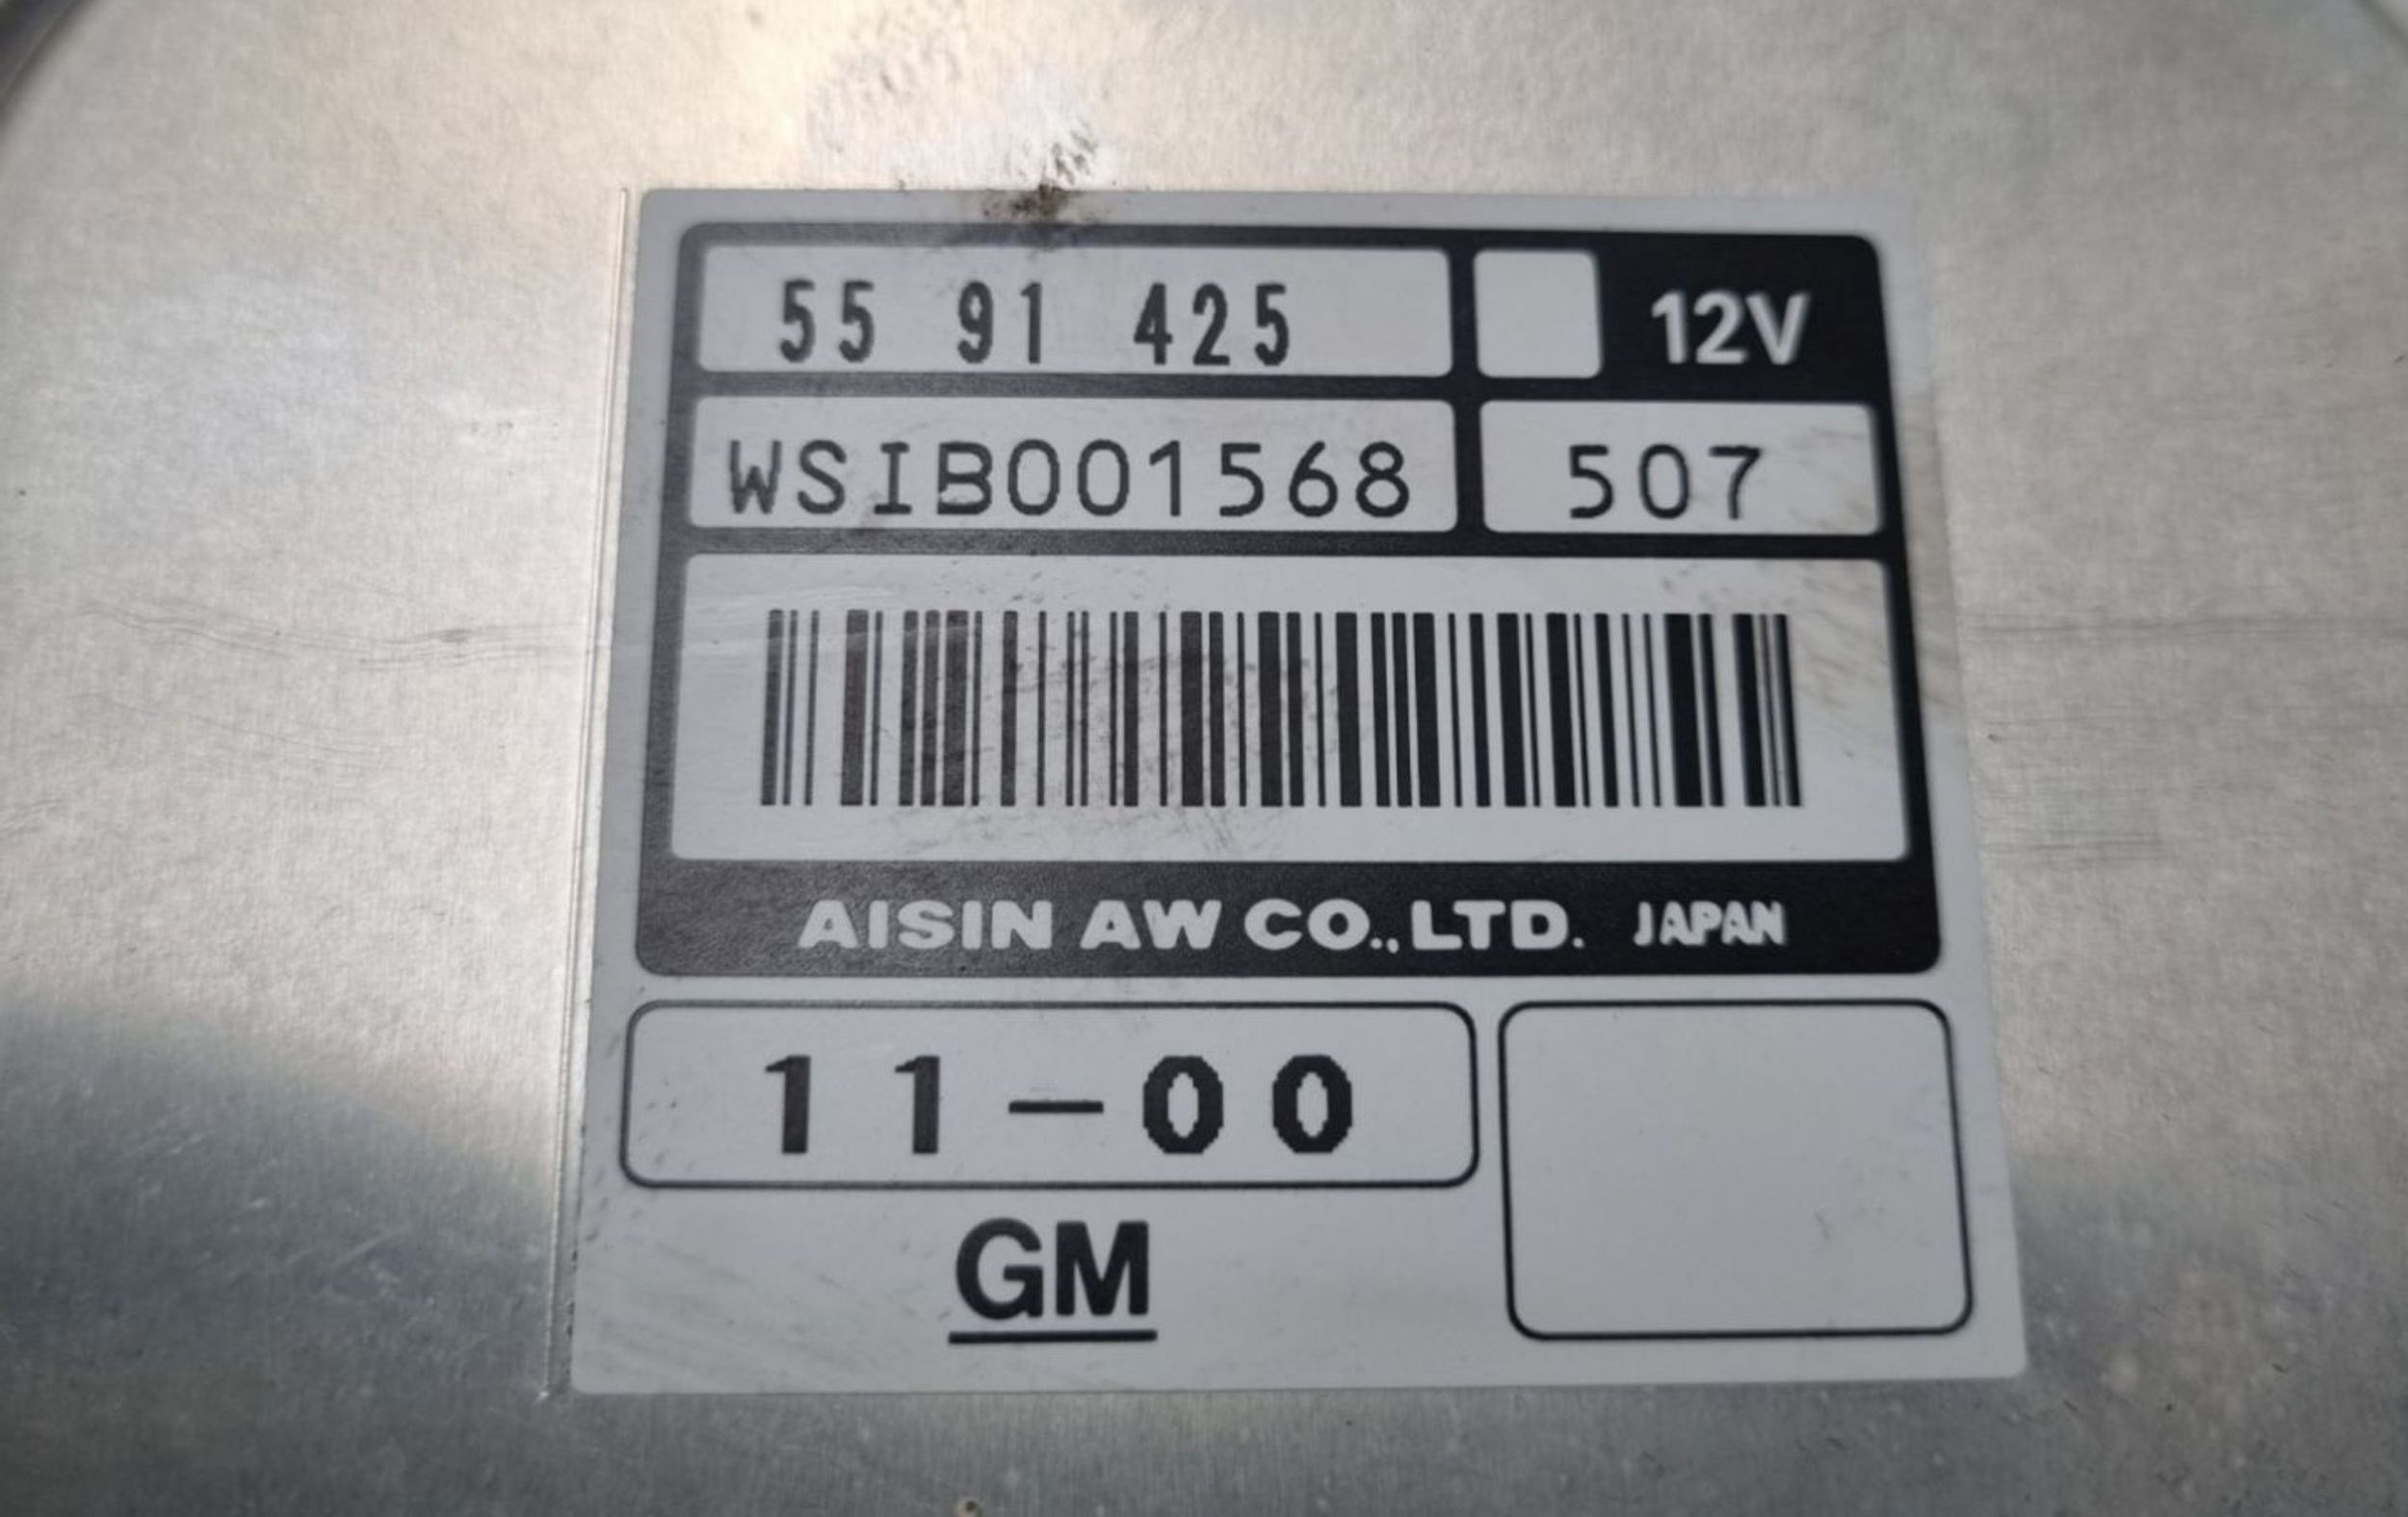 55 91 425 12V
WSIB001568 507
AISIN AW CO., LTD. JAPAN
11-00
GM